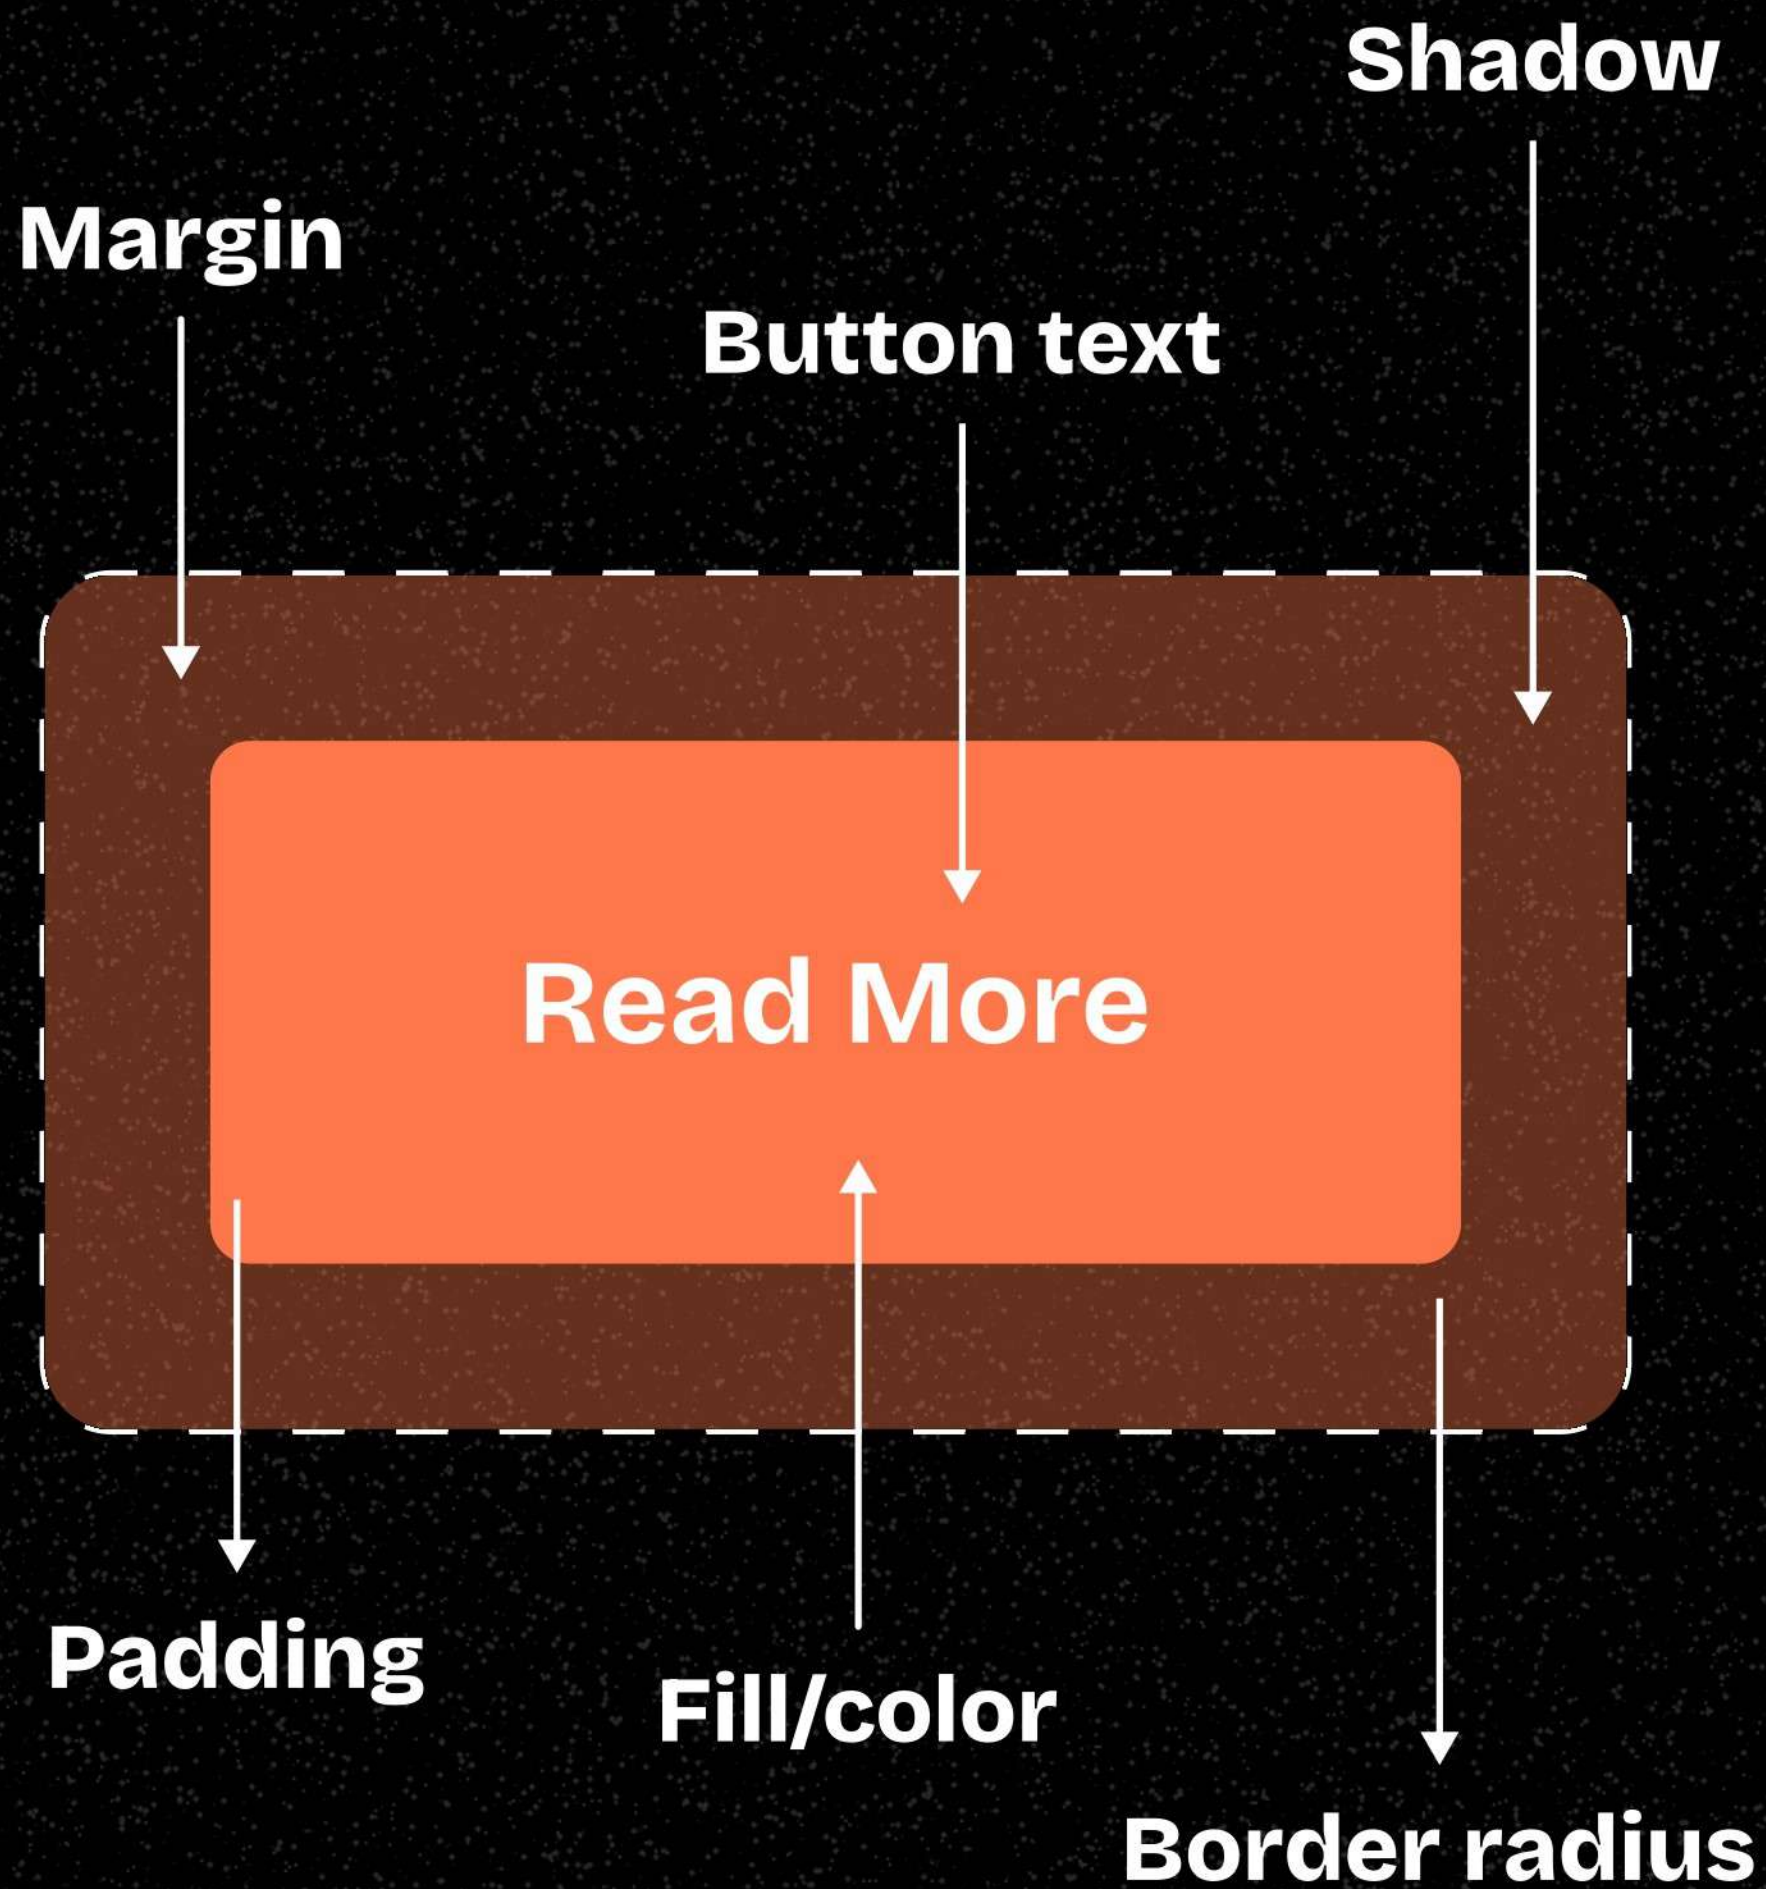 Shadow
Margin
Button text
Read More
Padding
Fill/color
Border radius